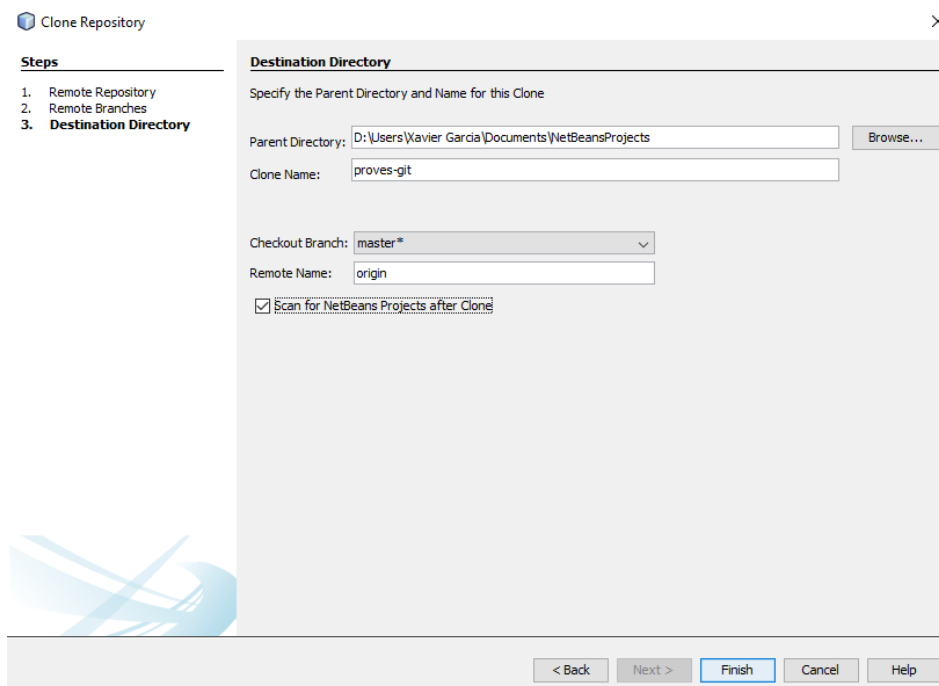 Clone Repository
Steps
1. Remote Repository
2. Remote Branches
3. Destination Directory
Destination Directory
Specify the Parent Directory and Name for this Clone
Parent Directory: D:\Users\Xavier Garcia\Documents\NetBeansProjects Browse...
Clone Name: proves-git
Checkout Branch: master*
Remote Name: origin
Scan for NetBeans Projects after Clone
< Back Next > Finish Cancel Help